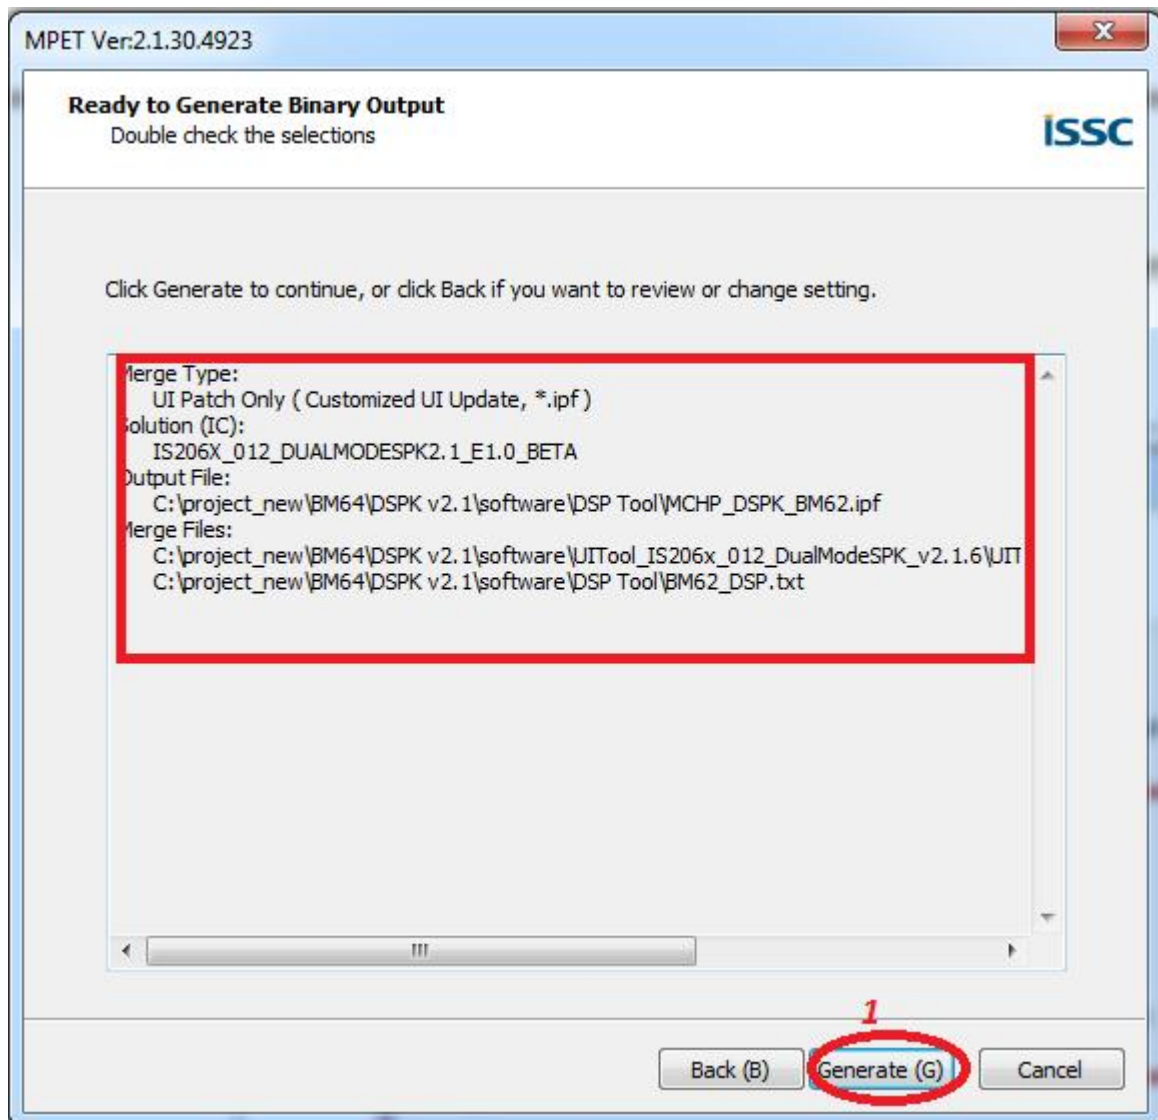 MPET Ver:2.1.30.4923
Ready to Generate Binary Output
Double check the selections
issc
Click Generate to continue, or click Back if you want to review or change setting.
Merge Type:
UI Patch Only ( Customized UI Update, *.ipf )
Solution (IC):
IS206X_012_DUALMODESPK2.1_E1.0_BETA
Output File:
C:\project_new\BM64\DSPK v2.1\software\DSP Tool\MCHP_DSPK_BM62.ipf
Merge Files:
C:\project_new\BM64\DSPK v2.1\software\UITool_IS206x_012_DualModeSPK_v2.1.6\UIT
C:\project_new\BM64\DSPK v2.1\software\DSP Tool\BM62_DSP.txt
1
Back (B) Generate (G) Cancel